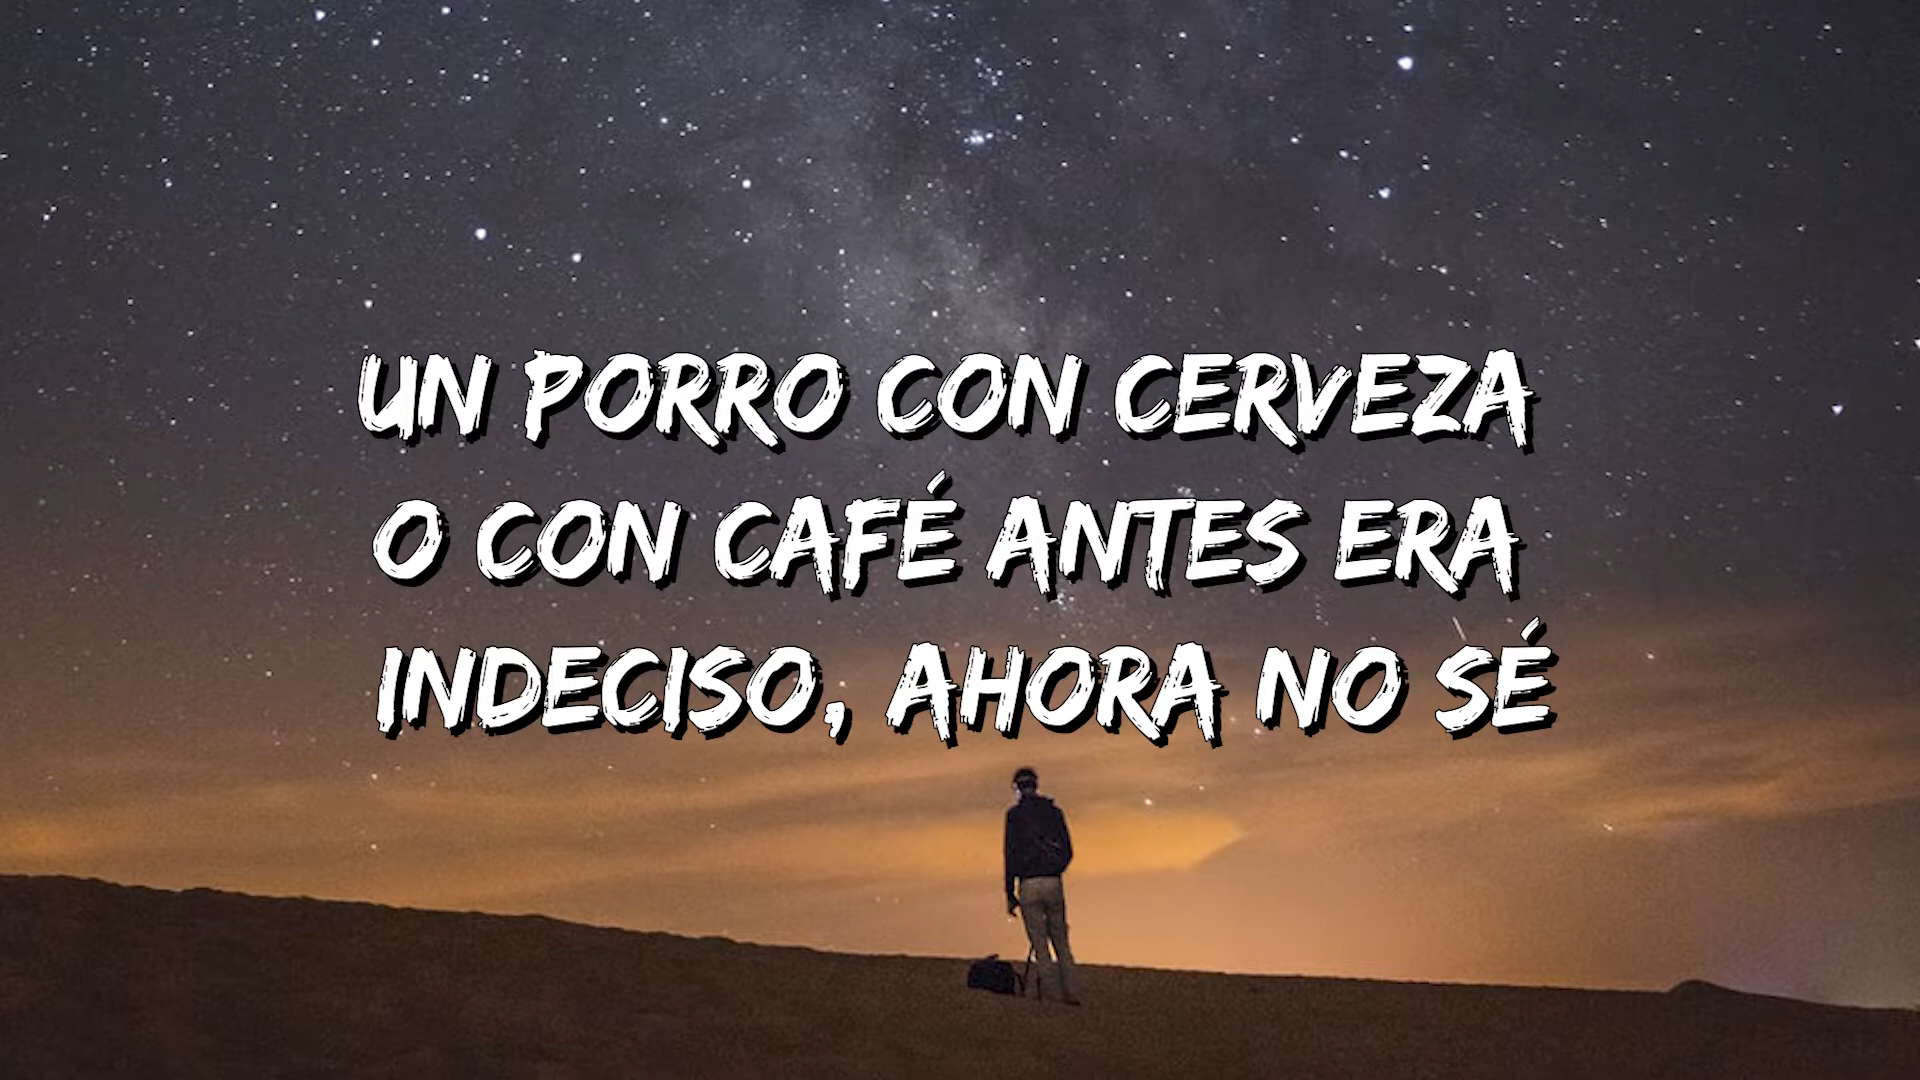 UN PORRO CON CERVEZA
O CON CAFÉ ANTES ERA
INDECISO, AHORA NO SÉ